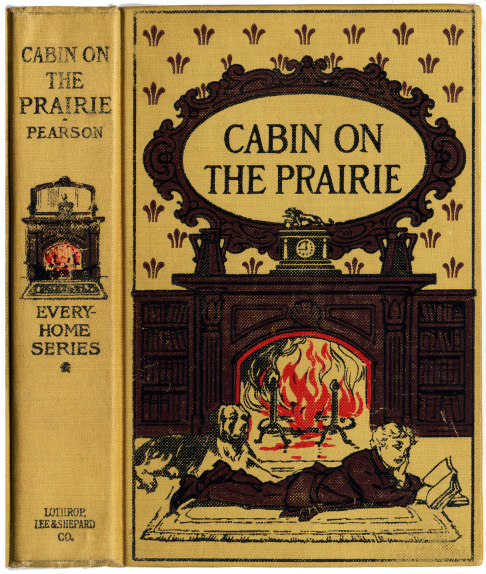 CABIN ON
THE
PRAIRIE
PEARSON
EVERY-
HOME
SERIES
LOTHROP,
LEE & SHEPARD
CO.
CABIN ON
THE PRAIRIE